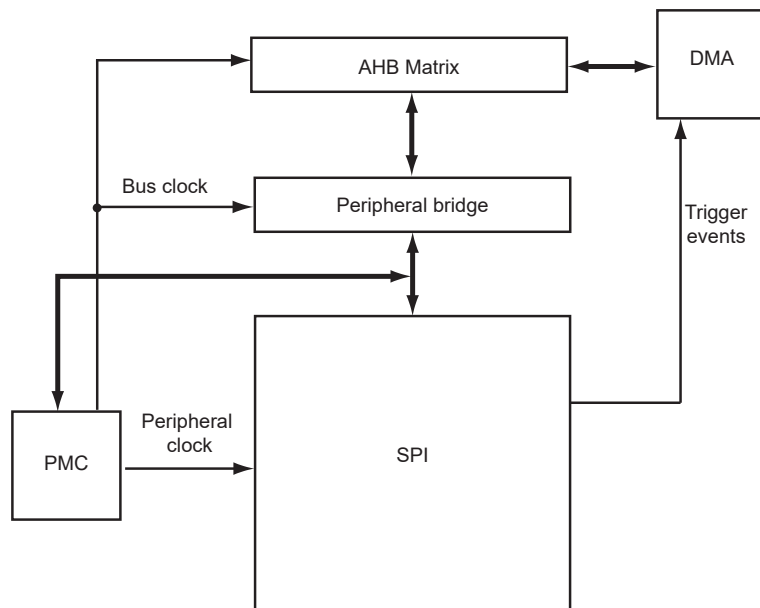 AHB Matrix
DMA
Bus clock
Peripheral bridge
Trigger
events
Peripheral
clock
PMC
SPI